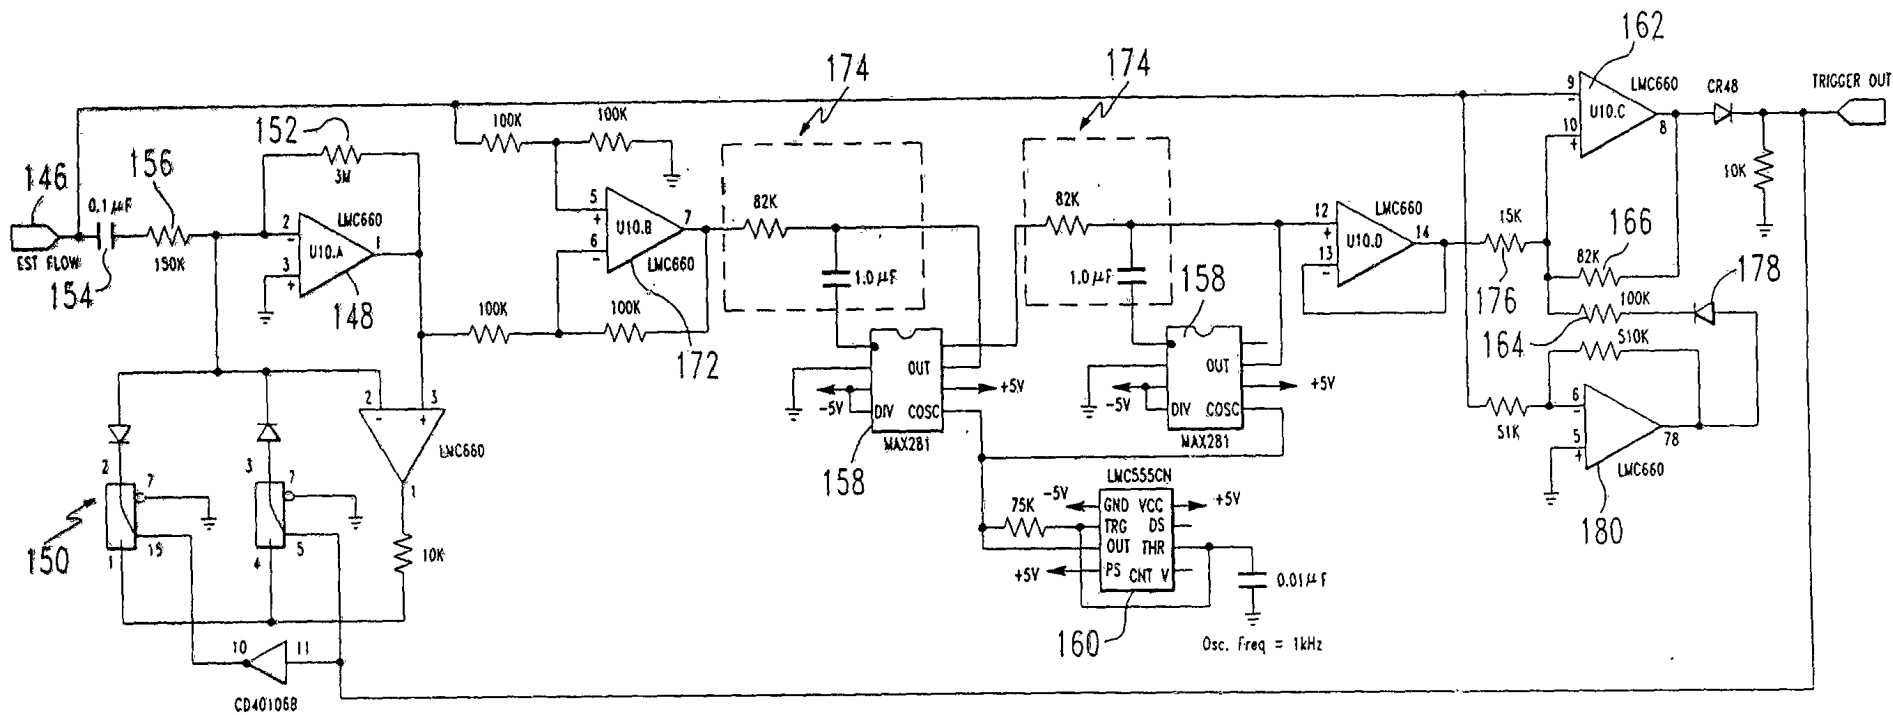 162
174
174
TRIGGER OUT
9
LMC660
CR48
-
U10.C
8
10
+
152
100K
100K
156
146
3M
10K
0.1µF
82K
82K
LMC660
5
7
12
LMC660
2
1
+
U10.B
+
14
15K
166
-
U10.A
6
U10.D
EST FLOW
150K
-
LMC660
13
82K
3
1.0µF
1.0µF
158
-
178
+
176
154
148
100K
100K
100K
172
164
510K
OUT
OUT
+5V
+5V
-5V
-5V
2
3
DIV
COSC
DIV
COSC
6
-
+
51K
-
LMC660
MAX281
MAX281
5
78
+
LMC660
2
7
3
7
158
LMC555CN
1
75K
-5V
GND
VCC
+5V
180
TRG
DS
150
1
15
4
5
10K
OUT
THR
+5V
PS
CNT V
0.01µF
160
Osc. Freq = 1kHz
10
11
CD40106B